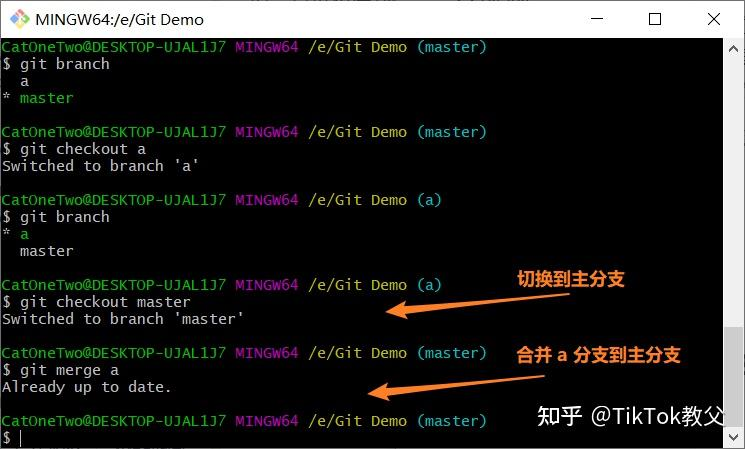 MINGW64:/e/Git Demo
CatOneTwo@DESKTOP-UJAL1J7 MINGW64 /e/Git Demo (master)
$ git branch
  a
* master
CatOneTwo@DESKTOP-UJAL1J7 MINGW64 /e/Git Demo (master)
$ git checkout a
Switched to branch 'a'
CatOneTwo@DESKTOP-UJAL1J7 MINGW64 /e/Git Demo (a)
$ git branch
* a
  master
CatOneTwo@DESKTOP-UJAL1J7 MINGW64 /e/Git Demo (a)
切换到主分支
$ git checkout master
Switched to branch 'master'
CatOneTwo@DESKTOP-UJAL1J7 MINGW64 /e/Git Demo (master)
合并 a 分支到主分支
$ git merge a
Already up to date.
CatOneTwo@DESKTOP-UJAL1J7 MINGW64 /e/Git Demo (master)
$
知乎 @TikTok教父